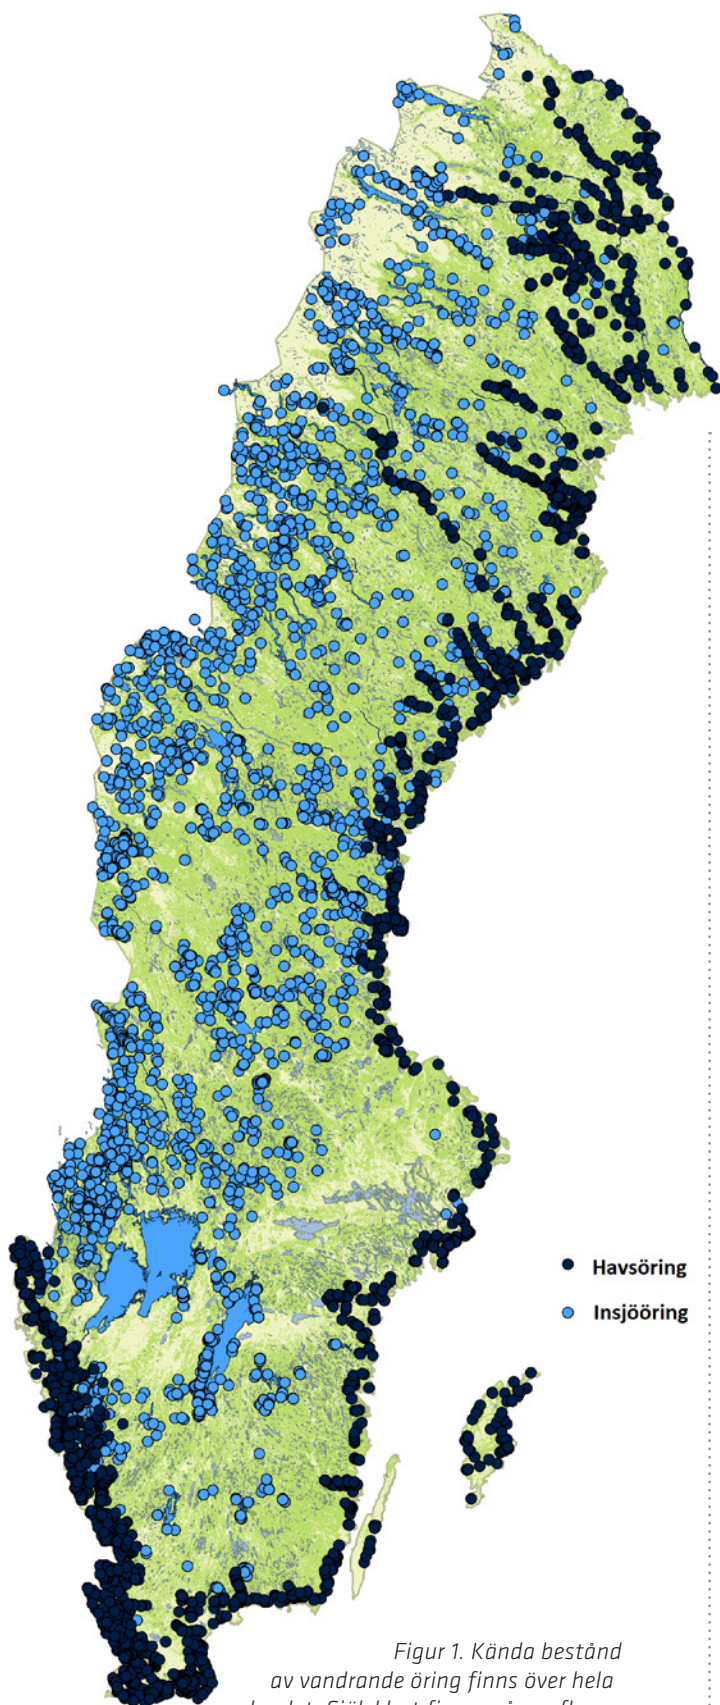 Havsöring
Insjööring
Figur 1. Kända bestånd
av vandrande öring finns över hela